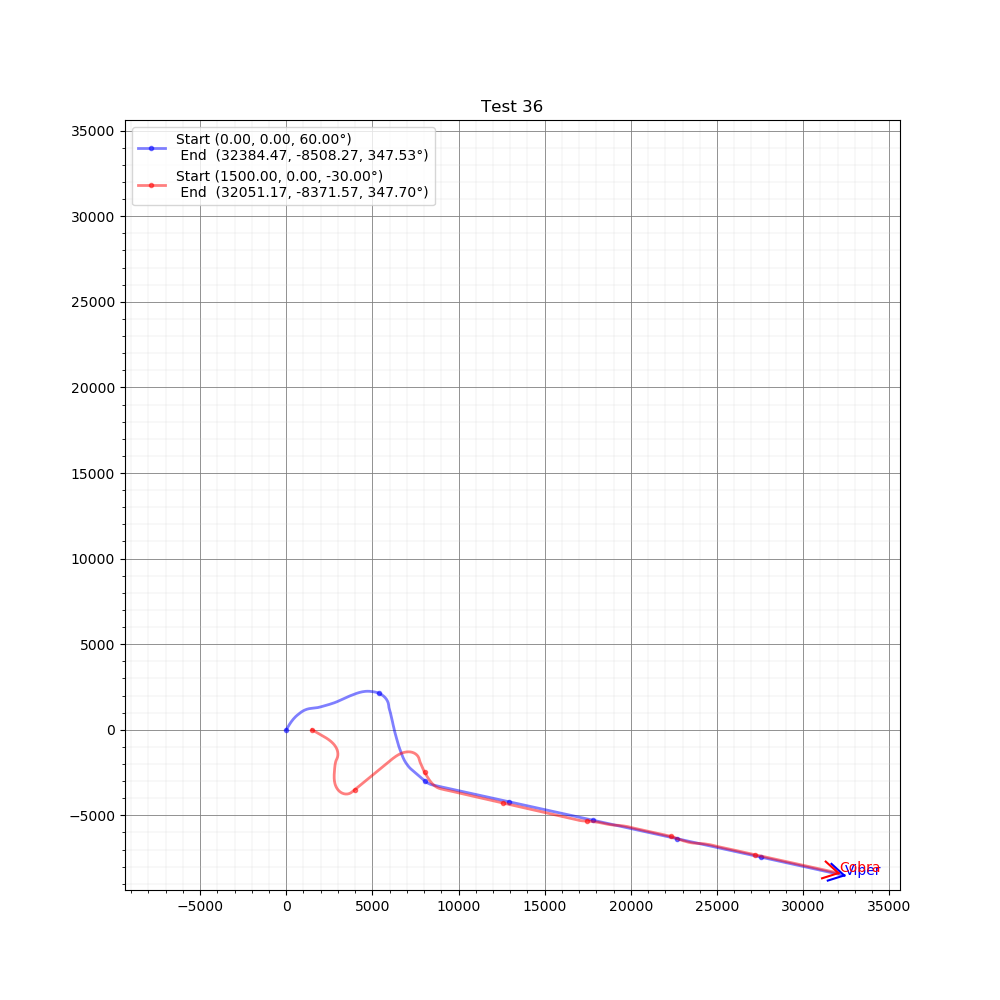 Test 36
Start (0.00, 0.00, 60.00°)
End (32384.47, -8508.27, 347.53°)
Start (1500.00, 0.00, -30.00°)
End (32051.17, -8371.57, 347.70°)
35000
30000
25000
20000
15000
10000
5000
0
−5000
Cobra
Viper
−5000 0 5000 10000 15000 20000 25000 30000 35000